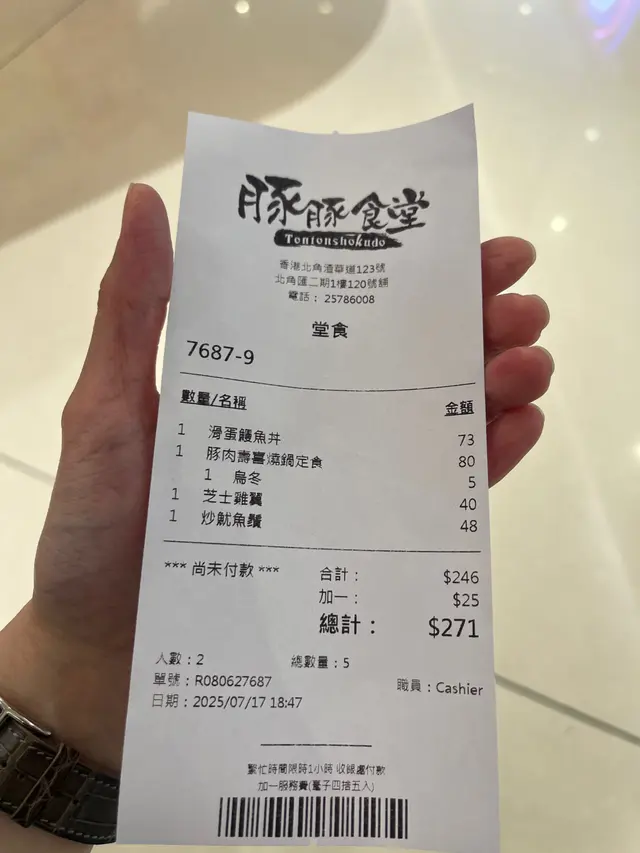 豚豚食堂
Tontonshokudo
香港北角渣華道123號
北角匯二期1樓120號舖
電話： 25786008
堂食
7687-9
數量/名稱 金額
1 滑蛋鰻魚丼 73
1 豚肉壽喜燒鍋定食 80
1 烏冬 5
1 芝士雞翼 40
1 炒魷魚鬚 48
*** 尚未付款 *** 合計： $246
加一： $25
總計： $271
人數：2 總數量：5
單號：R080627687 職員：Cashier
日期：2025/07/17 18:47
繁忙時間限時1小時 收銀處付款
加一服務費(毫子四捨五入)